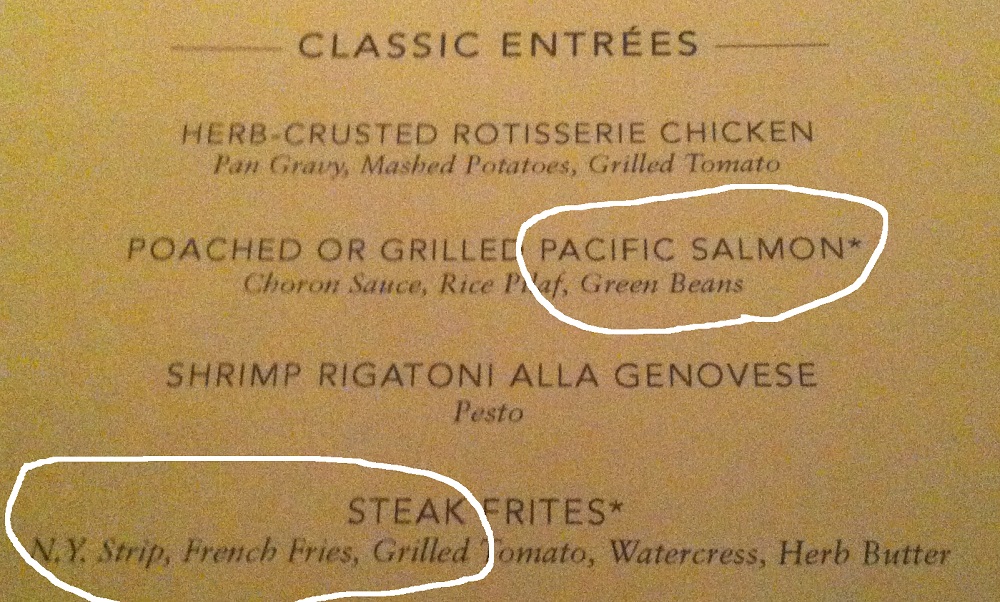 CLASSIC ENTRÉES
HERB-CRUSTED ROTISSERIE CHICKEN
Pan Gravy, Mashed Potatoes, Grilled Tomato
POACHED OR GRILLED PACIFIC SALMON*
Choron Sauce, Rice Pilaf, Green Beans
SHRIMP RIGATONI ALLA GENOVESE
Pesto
STEAK FRITES*
N.Y. Strip, French Fries, Grilled Tomato, Watercress, Herb Butter